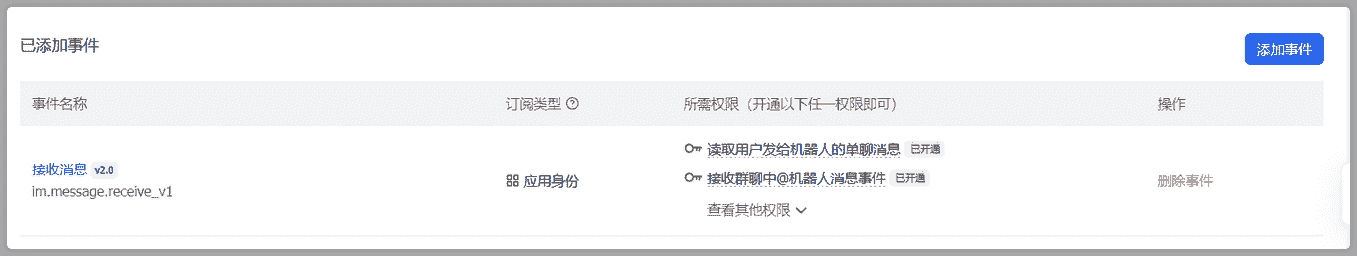 已添加事件
添加事件
事件名称 订阅类型 所需权限（开通以下任一权限即可） 操作
读取用户发给机器人的单聊消息 已开通
接收消息 v2.0
接收群聊中@机器人消息事件 已开通
im.message.receive_v1 应用身份 删除事件
查看其他权限